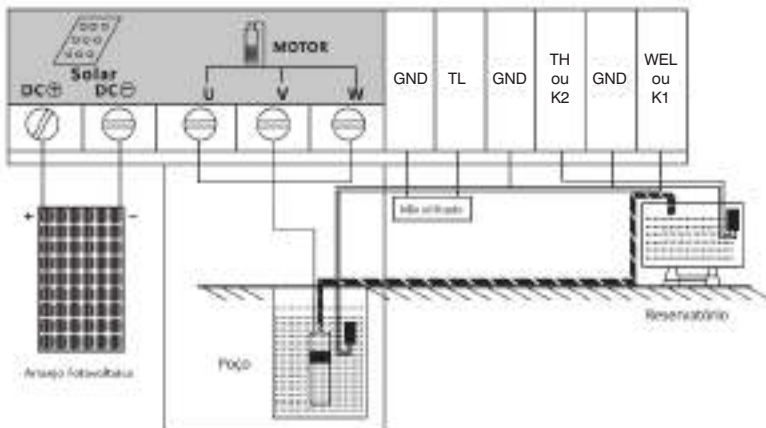 MOTOR
Solar
DC⊕ DC⊖ U V W
GND
TL
GND
TH
ou
K2
GND
WEL
ou
K1
+ −
Não utilizado
Poço
Reservatório
Arranjo Fotovoltaico